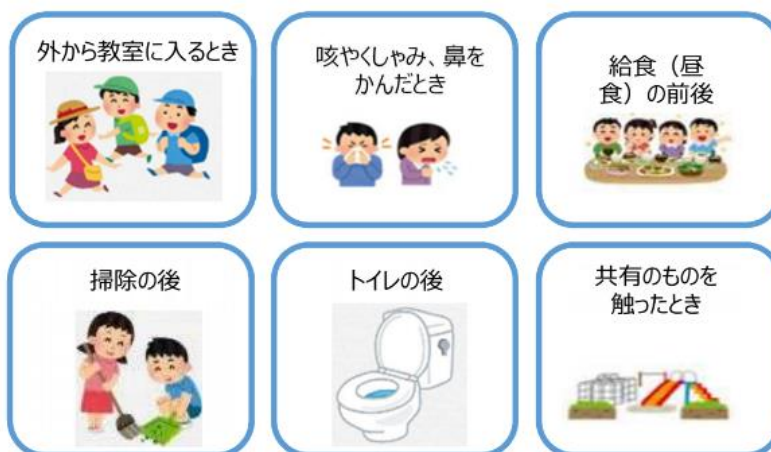 外から教室に入るとき
咳やくしゃみ、鼻を
かんだとき
給食（昼
食）の前後
掃除の後
トイレの後
共有のものを
触ったとき